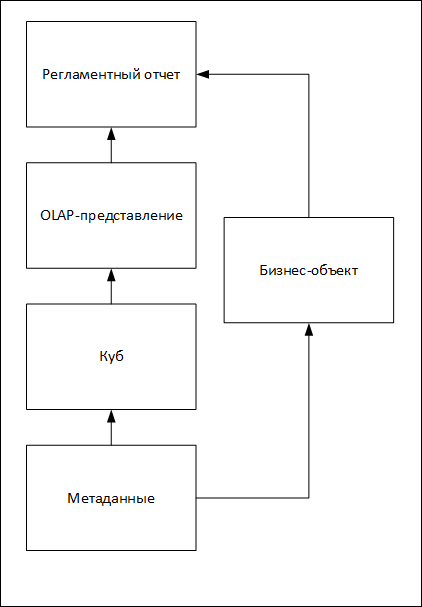 Регламентный отчет
OLAP-представление
Бизнес-объект
Куб
Метаданные